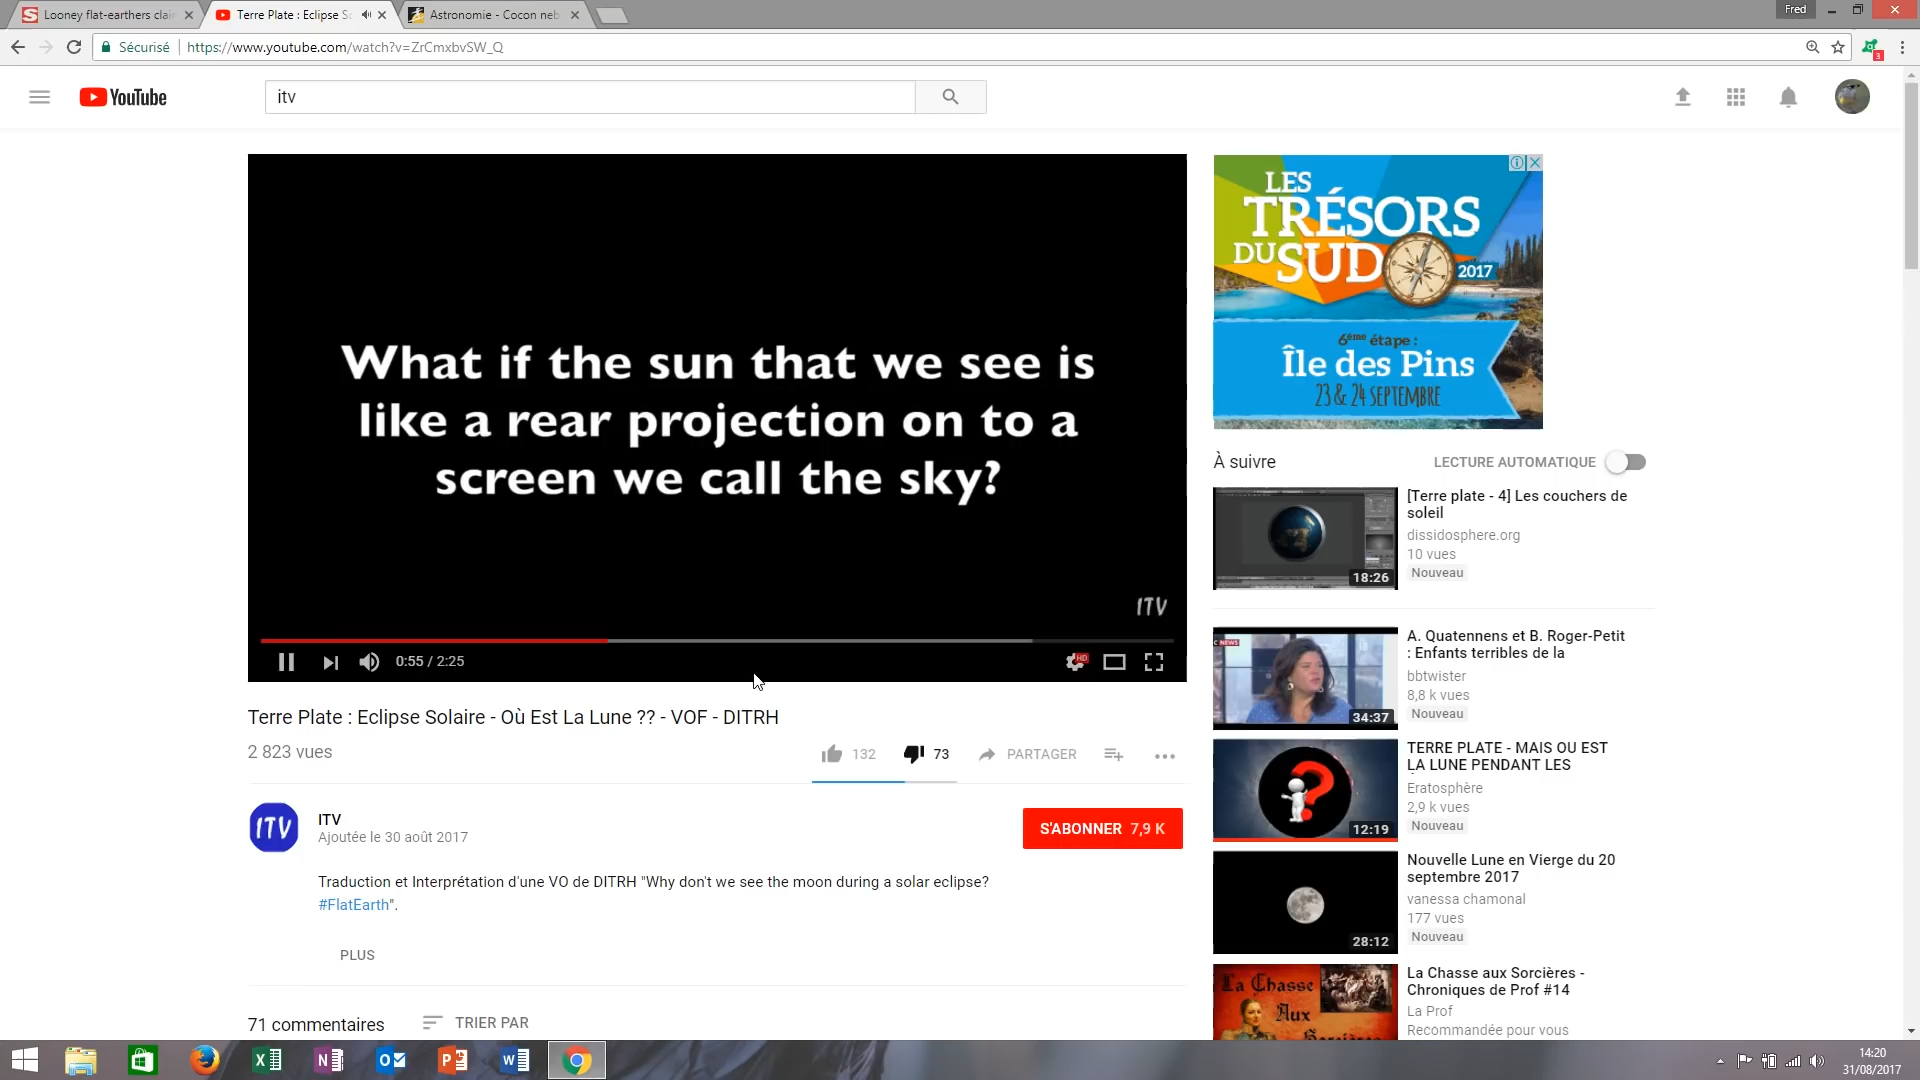 Looney flat-earthers clai
Terre Plate : Eclipse S
Astronomie - Cocon neb
Fred
Sécurisé
https://www.youtube.com/watch?v=ZrCmxbvSW_Q
3
YouTube
itv
What if the sun that we see is
like a rear projection on to a
screen we call the sky?
ITV
0:55 / 2:25
HD
Terre Plate : Eclipse Solaire - Où Est La Lune ?? - VOF - DITRH
2 823 vues
132
73
PARTAGER
ITV
ITV
Ajoutée le 30 août 2017
S'ABONNER 7,9 K
Traduction et Interprétation d'une VO de DITRH "Why don't we see the moon during a solar eclipse?
#FlatEarth".
PLUS
71 commentaires
TRIER PAR
LES
TRÉSORS
DU SUD
2017
6ème étape :
Île des Pins
23 & 24 SEPTEMBRE
À suivre
LECTURE AUTOMATIQUE
18:26
[Terre plate - 4] Les couchers de
soleil
dissidosphere.org
10 vues
Nouveau
C NEWS
34:37
A. Quatennens et B. Roger-Petit
: Enfants terribles de la
bbtwister
8,8 k vues
Nouveau
12:19
TERRE PLATE - MAIS OU EST
LA LUNE PENDANT LES
Eratosphère
2,9 k vues
Nouveau
28:12
Nouvelle Lune en Vierge du 20
septembre 2017
vanessa chamonal
177 vues
Nouveau
La Chasse
Aux
Sorcières
La Chasse aux Sorcières -
Chroniques de Prof #14
La Prof
Recommandée pour vous
14:20
31/08/2017